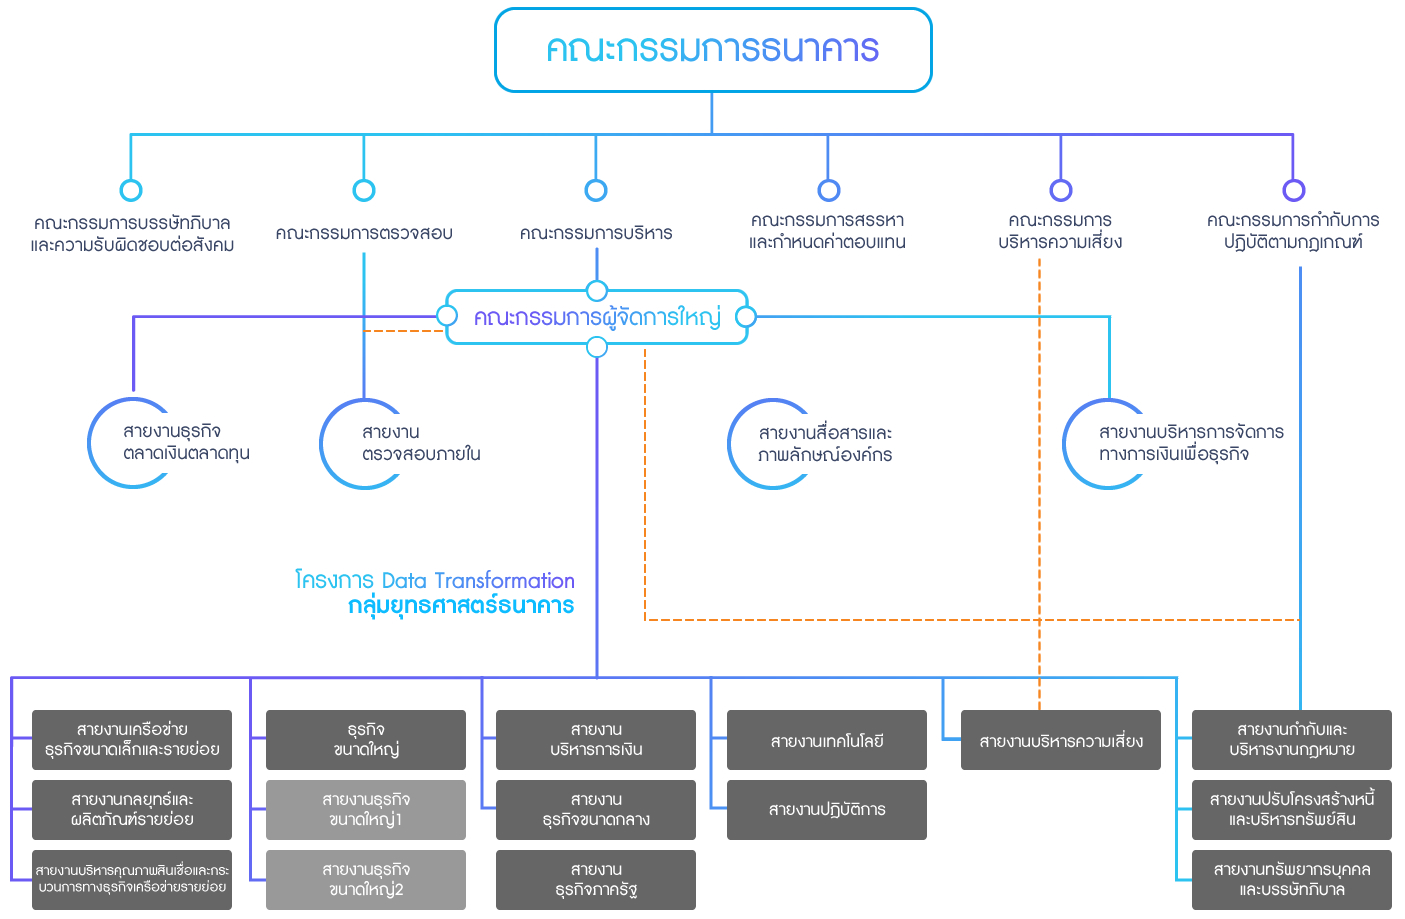 คณะกรรมการธนาคาร
คณะกรรมการบรรษัทภิบาล
และความรับผิดชอบต่อสังคม
คณะกรรมการตรวจสอบ
คณะกรรมการบริหาร
คณะกรรมการสรรหา
และกำหนดค่าตอบแทน
คณะกรรมการ
บริหารความเสี่ยง
คณะกรรมการกำกับการ
ปฏิบัติตามกฎเกณฑ์
คณะกรรมการผู้จัดการใหญ่
สายงานธุรกิจ
ตลาดเงินตลาดทุน
สายงาน
ตรวจสอบภายใน
สายงานสื่อสารและ
ภาพลักษณ์องค์กร
สายงานบริหารการจัดการ
ทางการเงินเพื่อธุรกิจ
โครงการ Data Transformation
กลุ่มยุทธศาสตร์ธนาคาร
สายงานเครือข่าย
ธุรกิจขนาดเล็กและรายย่อย
ธุรกิจ
ขนาดใหญ่
สายงาน
บริหารการเงิน
สายงานเทคโนโลยี
สายงานบริหารความเสี่ยง
สายงานกำกับและ
บริหารงานกฎหมาย
สายงานกลยุทธ์และ
ผลิตภัณฑ์รายย่อย
สายงานธุรกิจ
ขนาดใหญ่1
สายงาน
ธุรกิจขนาดกลาง
สายงานปฏิบัติการ
สายงานปรับโครงสร้างหนี้
และบริหารทรัพย์สิน
สายงานบริหารคุณภาพสินเชื่อและกระ
บวนการทางธุรกิจเครือข่ายรายย่อย
สายงานธุรกิจ
ขนาดใหญ่2
สายงาน
ธุรกิจภาครัฐ
สายงานทรัพยากรบุคคล
และบรรษัทภิบาล